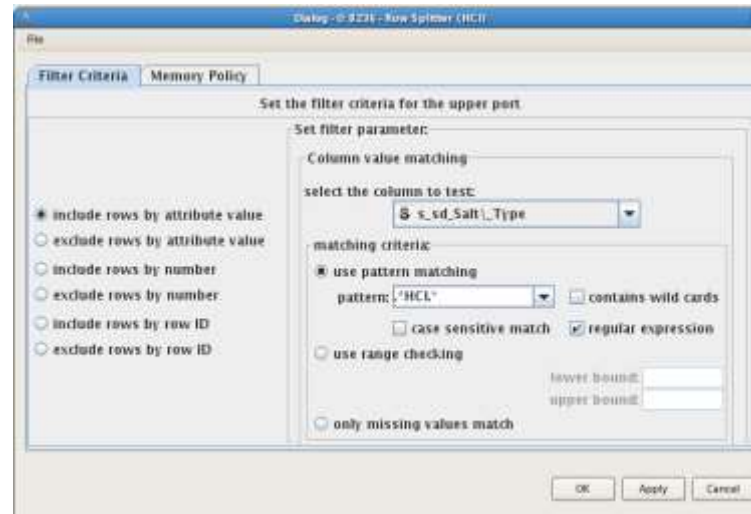 Dialog - 0:8236 - Row Splitter (HCl)
File
Filter Criteria Memory Policy
Set the filter criteria for the upper port
Set filter parameter:
Column value matching
select the column to test:
S s_sd_Salt\_Type
matching criteria:
include rows by attribute value
exclude rows by attribute value
include rows by number
exclude rows by number
include rows by row ID
exclude rows by row ID
use pattern matching
pattern: .*HCL* contains wild cards
case sensitive match regular expression
use range checking
lower bound:
upper bound:
only missing values match
OK Apply Cancel